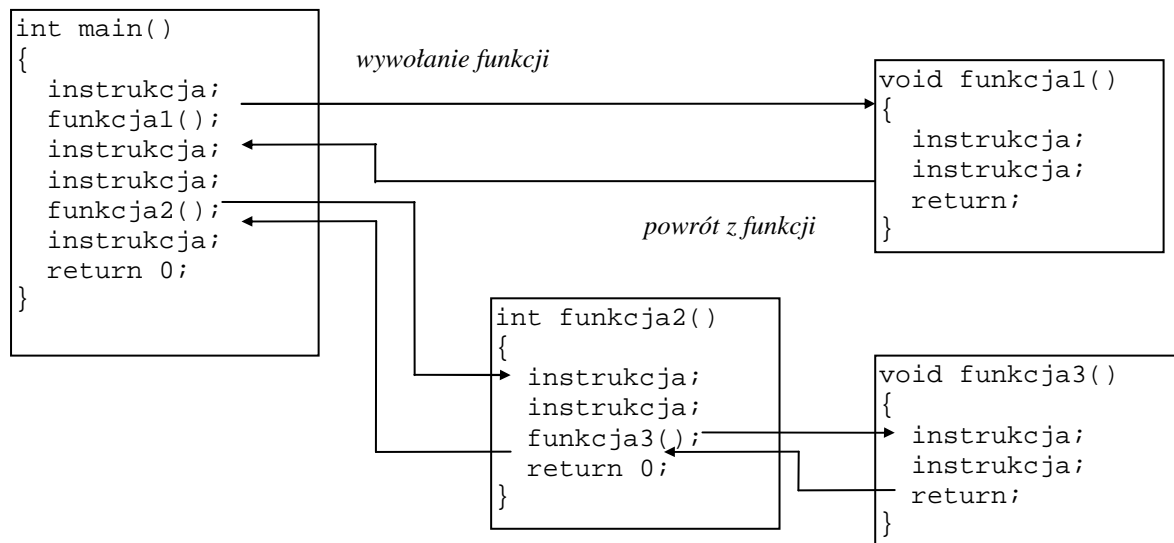 int main()
{
instrukcja;
funkcja1();
instrukcja;
instrukcja;
funkcja2();
instrukcja;
return 0;
}
wywołanie funkcji
void funkcja1()
{
instrukcja;
instrukcja;
return;
}
powrót z funkcji
int funkcja2()
{
instrukcja;
instrukcja;
funkcja3();
return 0;
}
void funkcja3()
{
instrukcja;
instrukcja;
return;
}